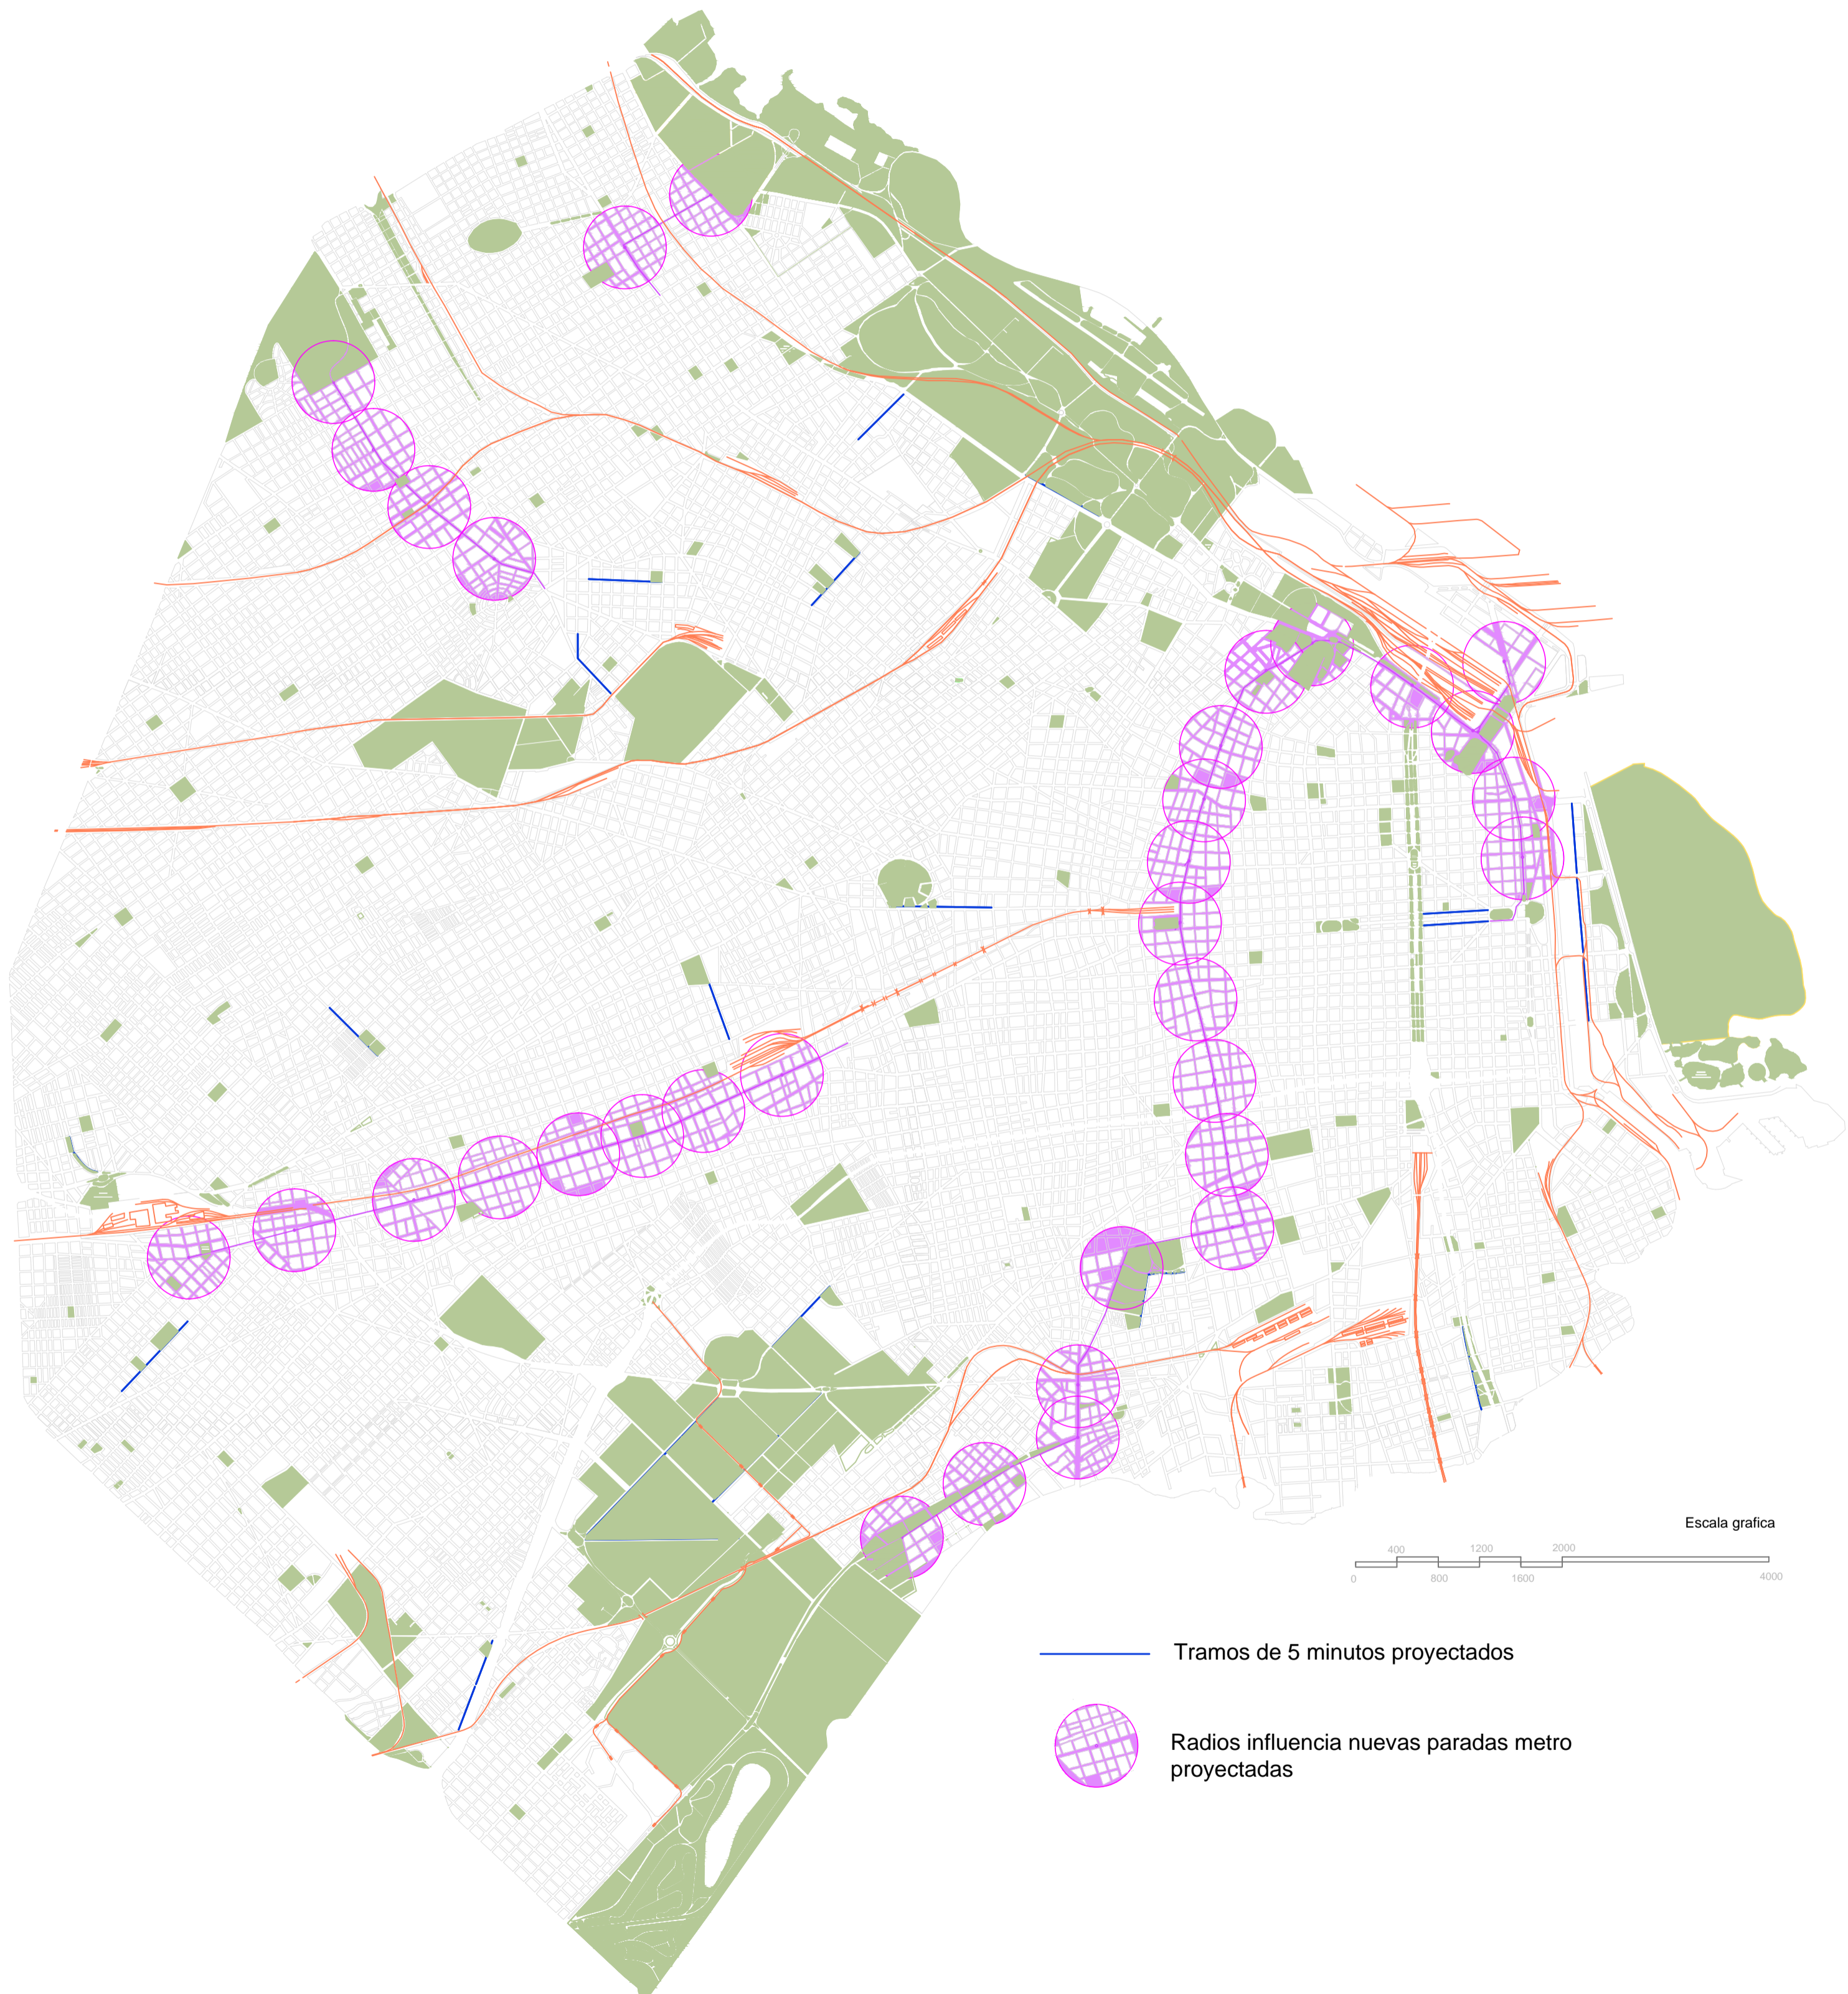 Escala grafica
400 1200 2000
0 800 1600 4000
Tramos de 5 minutos proyectados
Radios influencia nuevas paradas metro
proyectadas